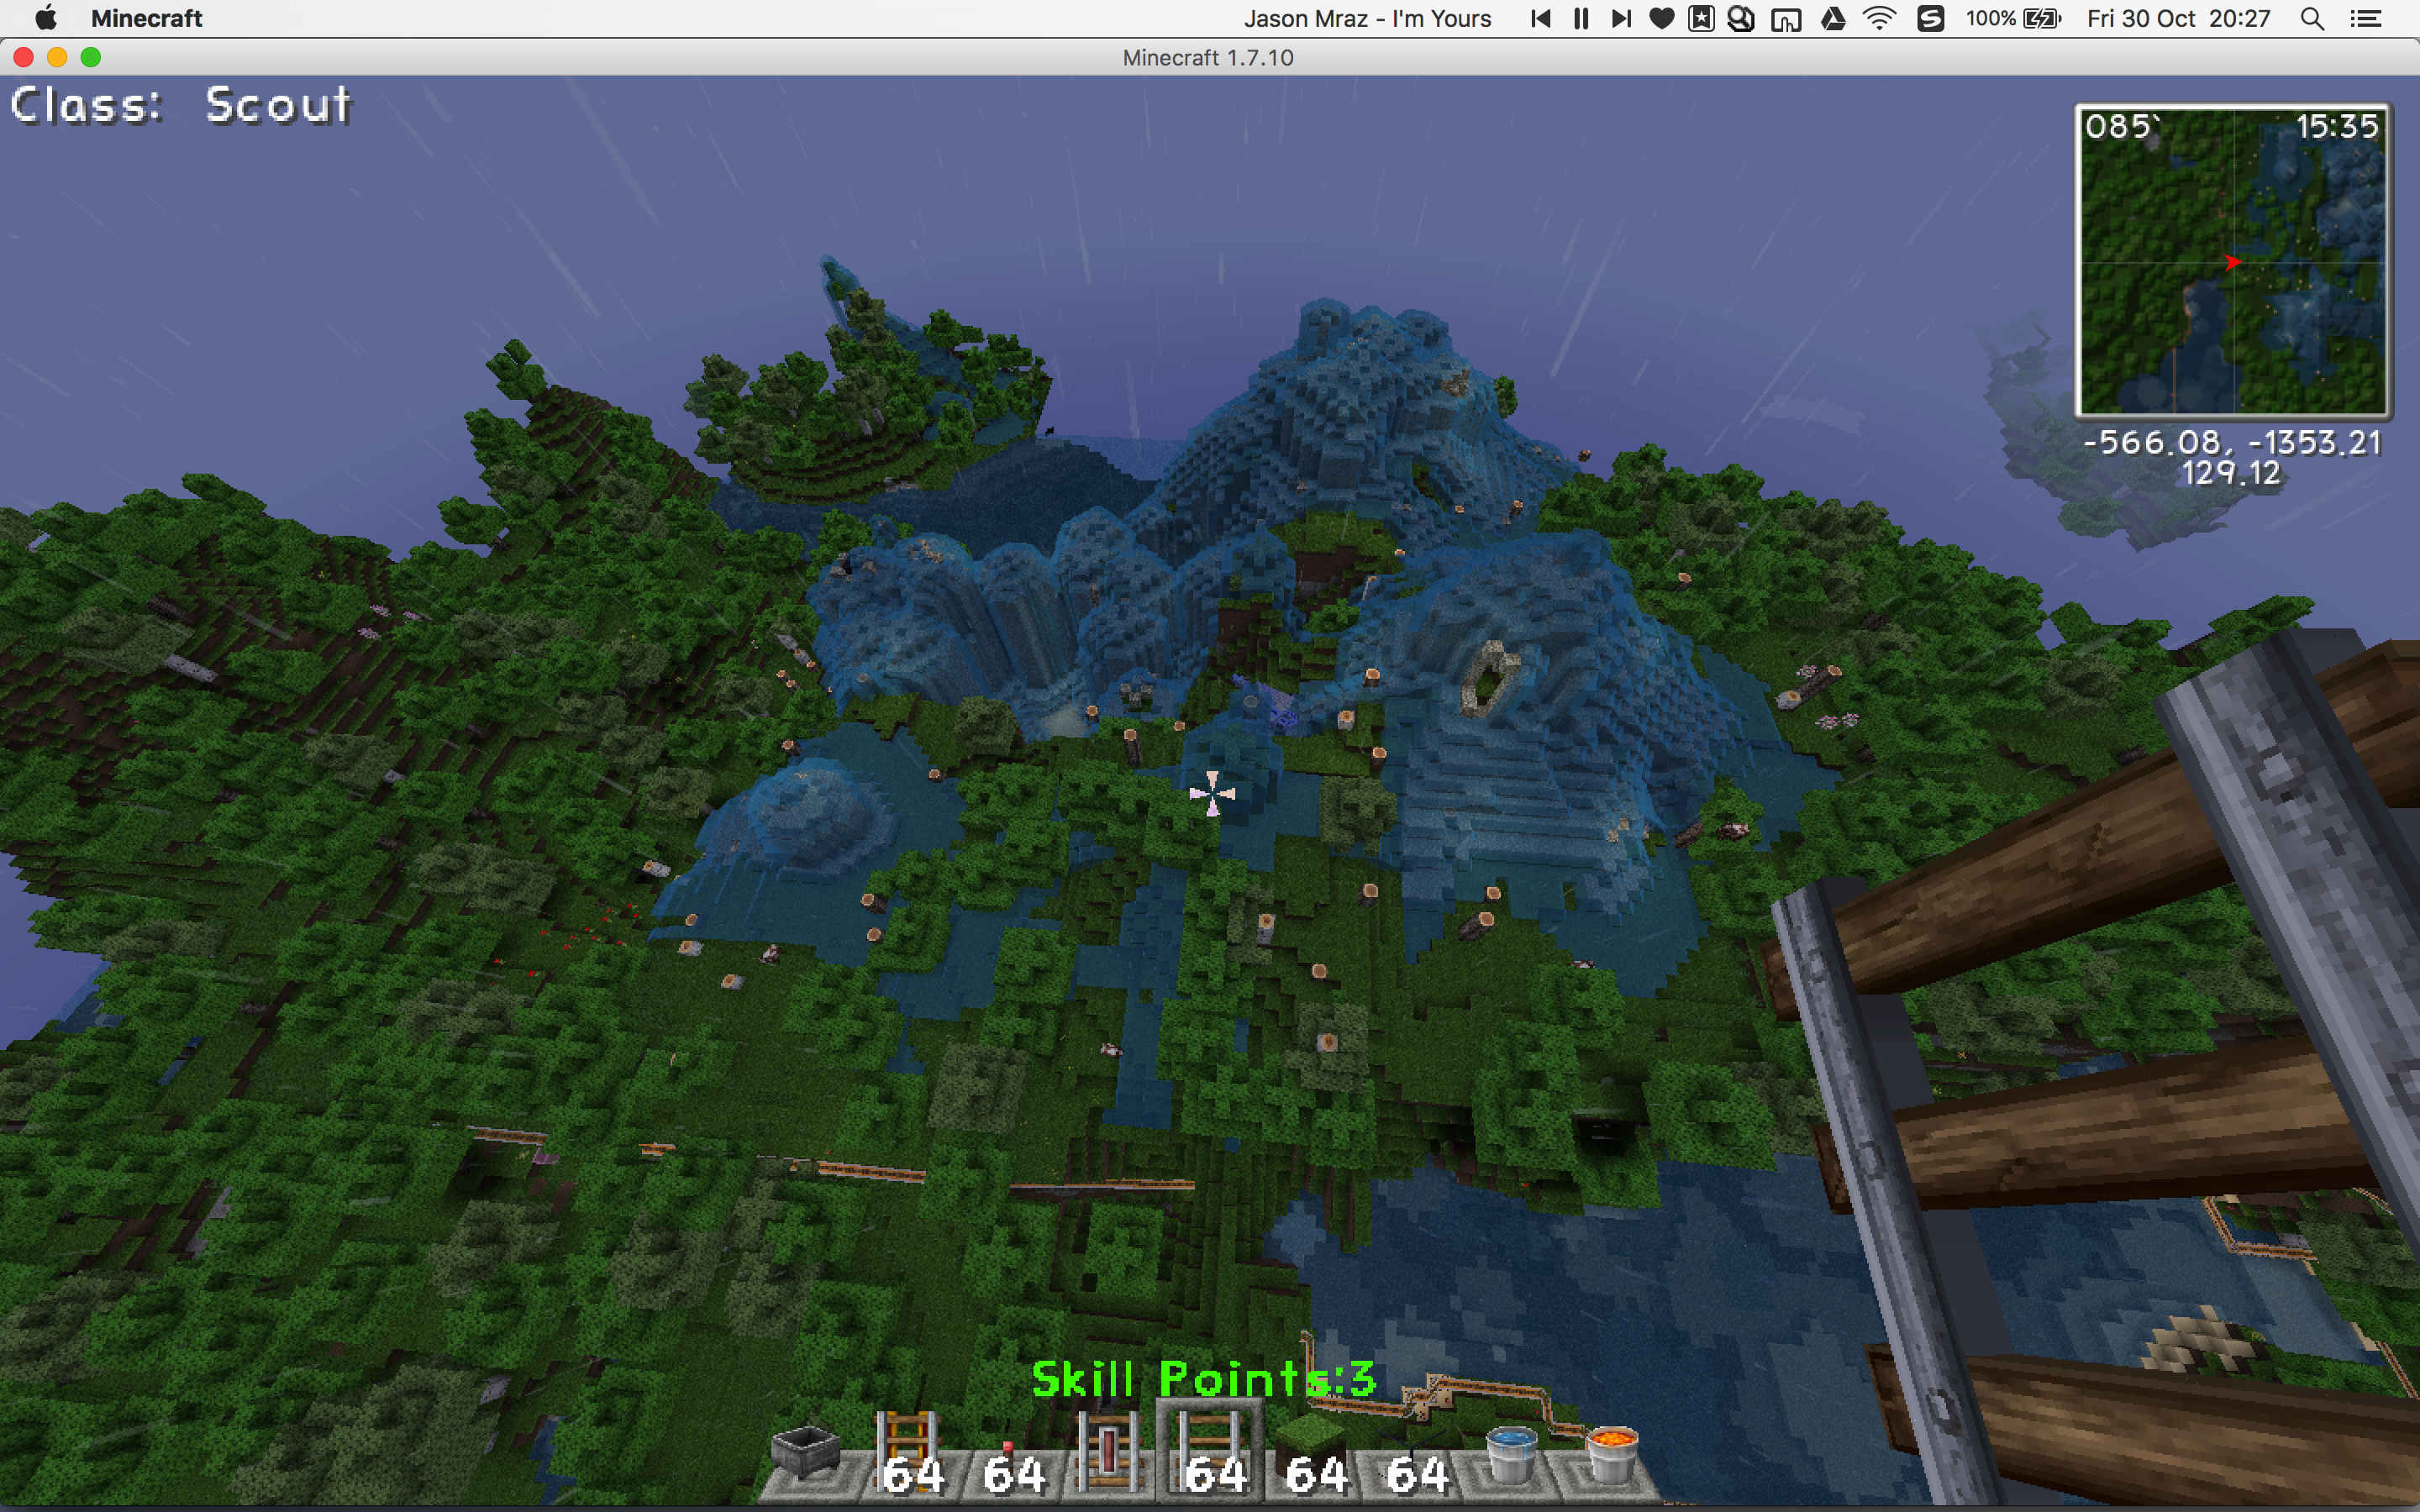 Minecraft
Jason Mraz - I'm Yours
100%
Fri 30 Oct 20:27
Minecraft 1.7.10
Class: Scout
085` 15:35
-566.08, -1353.21
129.12
Skill Points:3
64 64 64 64 64